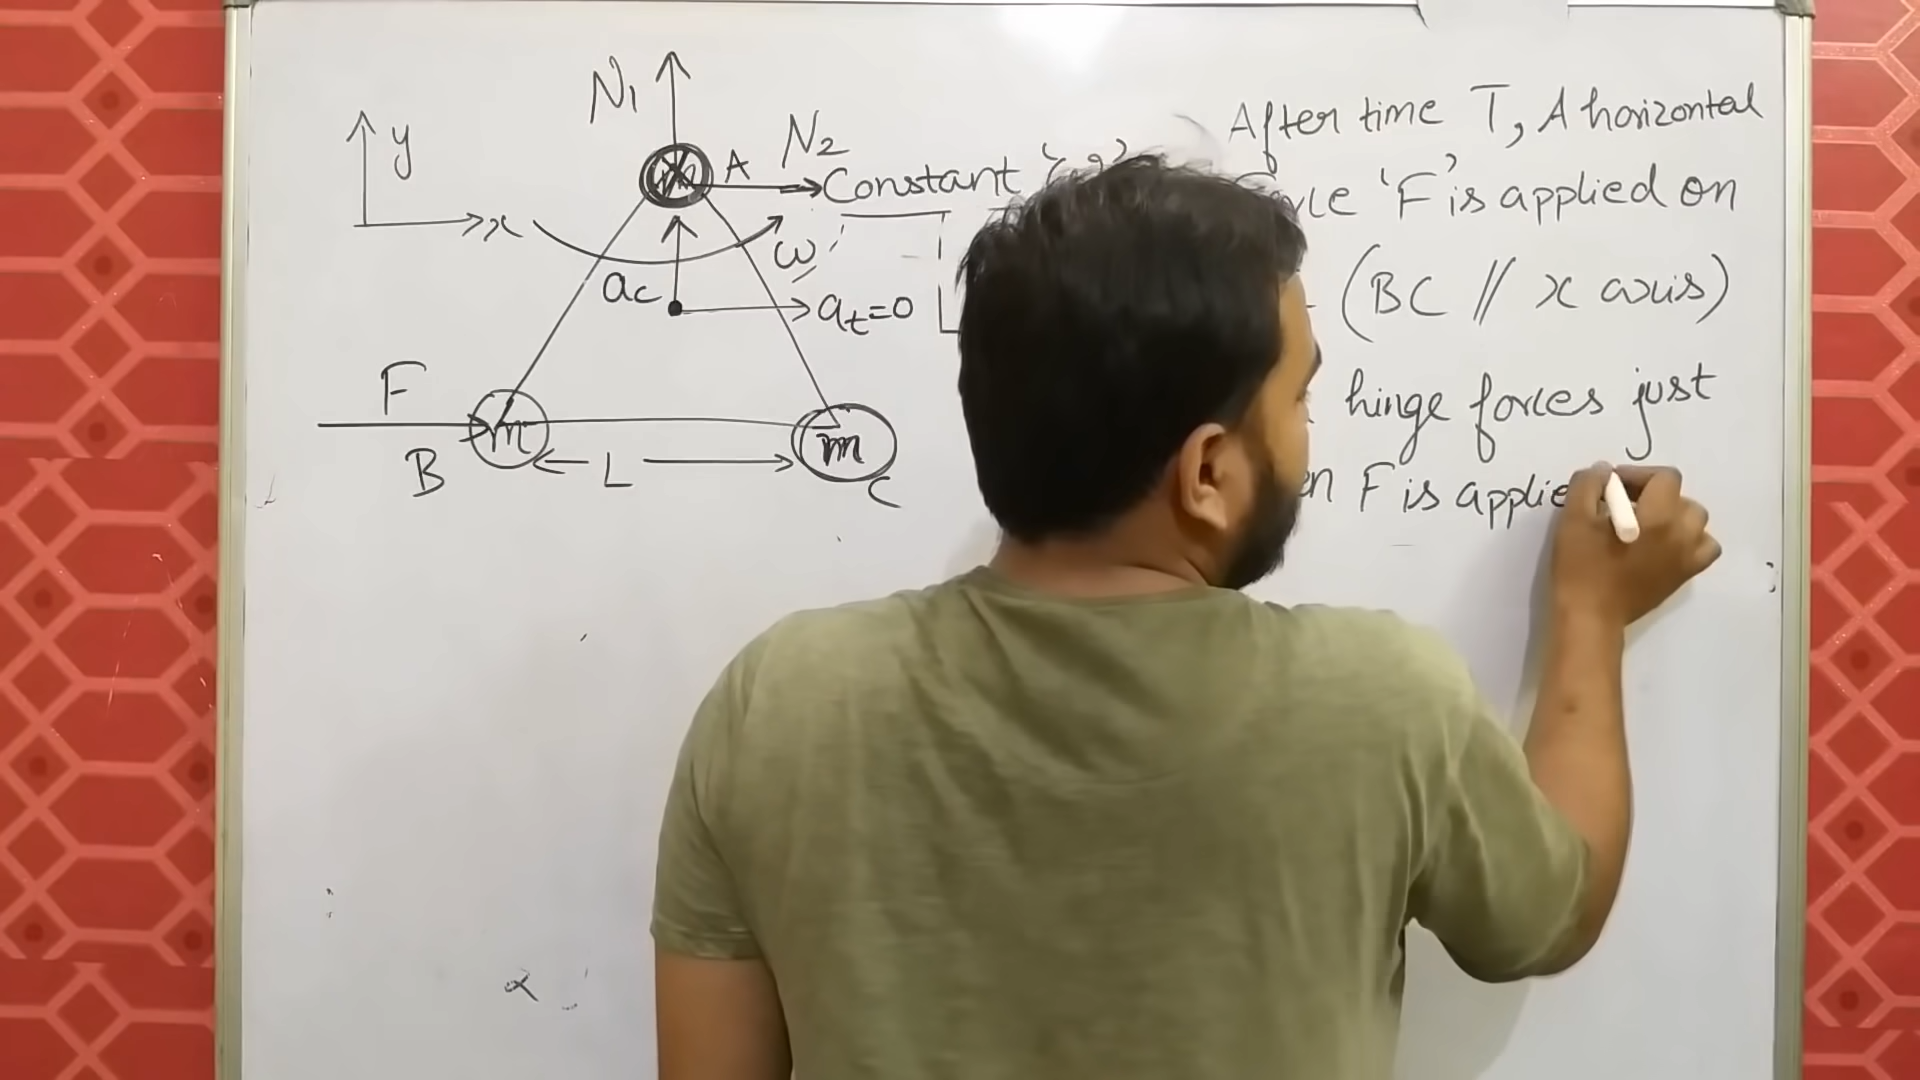 N1
y
A
N2
Constant
x
ω
ac
at=0
F
m
m
B
L
C
After time T, A horizontal
'F' is applied on
(BC // x axis)
hinge forces just
F is applie
α